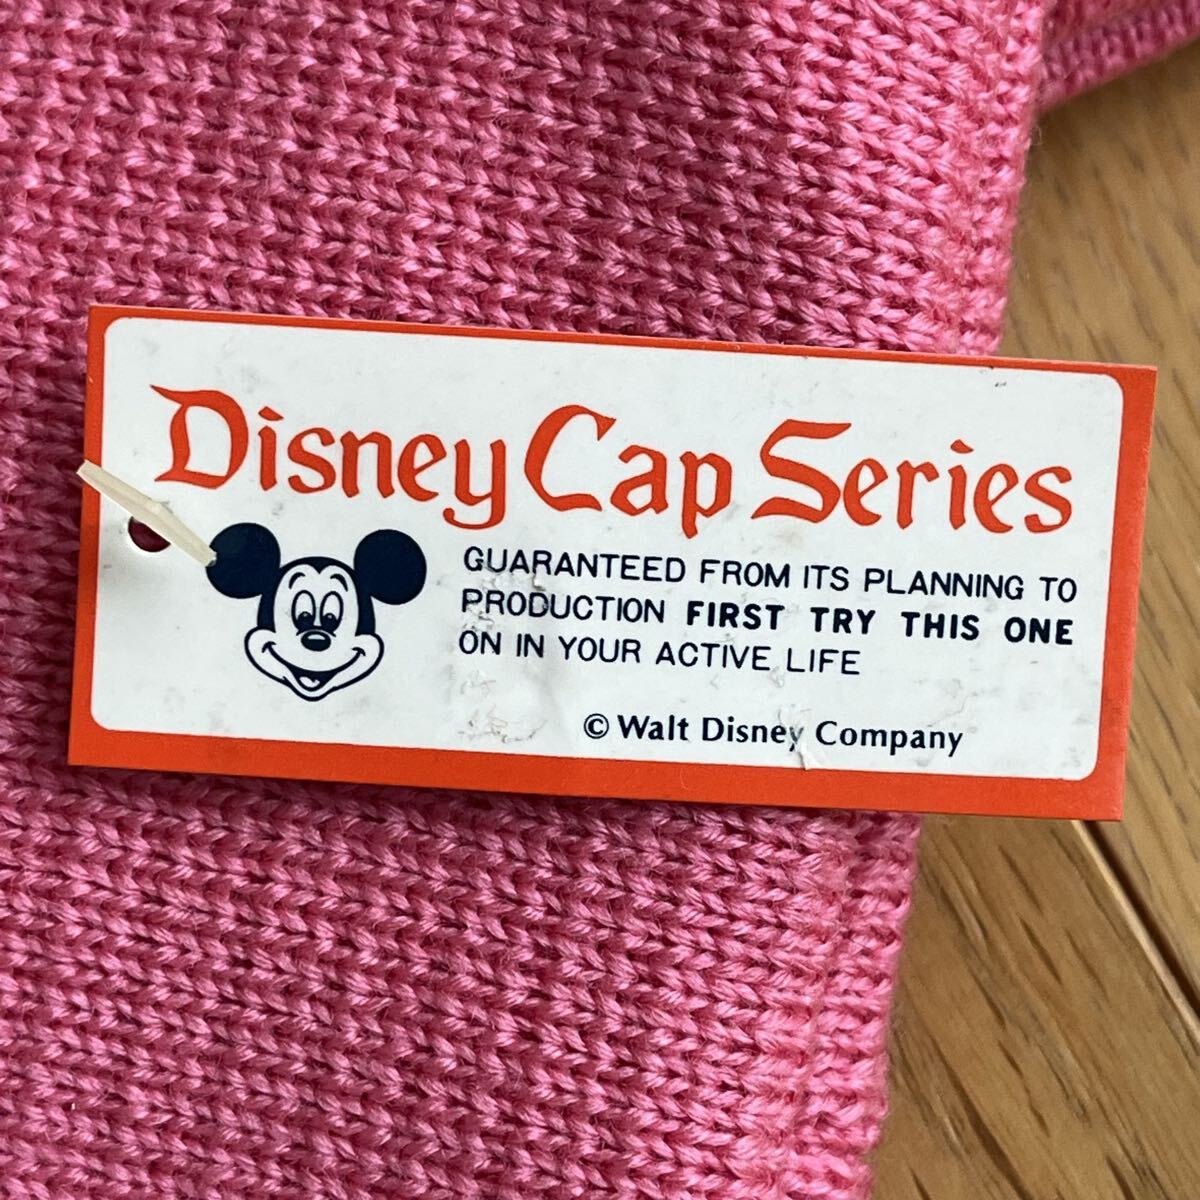 Disney Cap Series
GUARANTEED FROM ITS PLANNING TO
PRODUCTION FIRST TRY THIS ONE
ON IN YOUR ACTIVE LIFE
© Walt Disney Company